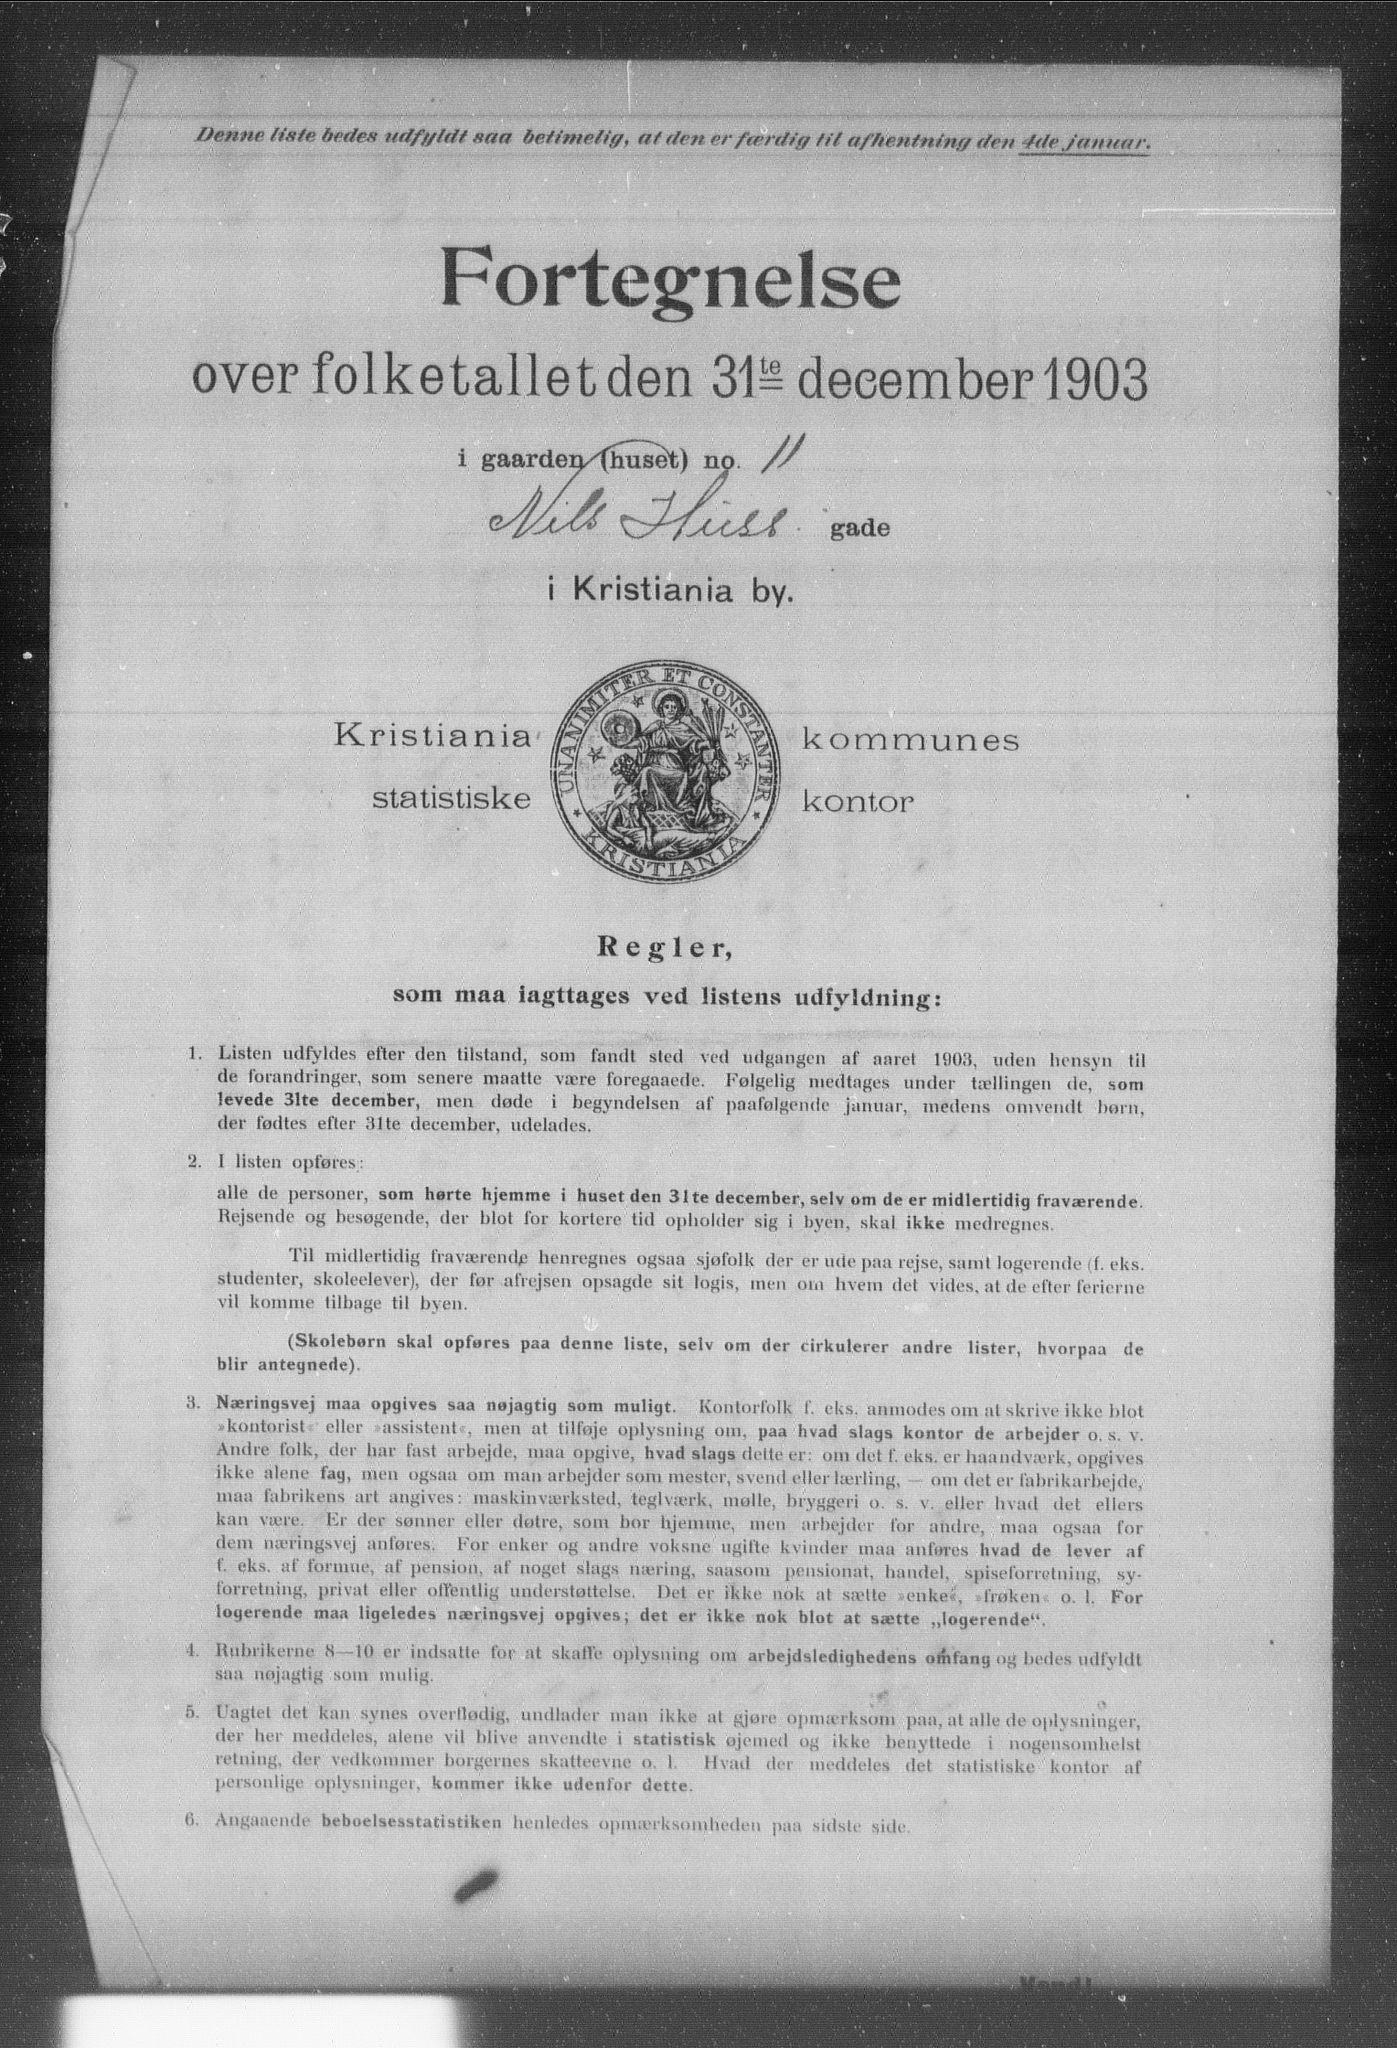 Denne liste bedes udfyldt saa betimelig, at den er færdig til afhentning den 4de januar.
Fortegnelse
over folketallet den 31te december 1903
i gaarden (huset) no. 11
Nils Huss gade
i Kristiania by.
UNANIMITER ET CONSTANTER
KRISTIANIA
Kristiania kommunes
statistiske kontor
Regler,
som maa iagttages ved listens udfyldning:
1. Listen udfyldes efter den tilstand, som fandt sted ved udgangen af aaret 1903, uden hensyn til
de forandringer, som senere maatte være foregaaede. Følgelig medtages under tællingen de, som
levede 31te december, men døde i begyndelsen af paafølgende januar, medens omvendt børn,
der fødtes efter 31te december, udelades.
2. I listen opføres:
alle de personer, som hørte hjemme i huset den 31te december, selv om de er midlertidig fraværende.
Rejsende og besøgende, der blot for kortere tid opholder sig i byen, skal ikke medregnes.
Til midlertidig fraværende henregnes ogsaa sjøfolk der er ude paa rejse, samt logerende (f. eks.
studenter, skoleelever), der før afrejsen opsagde sit logis, men om hvem det vides, at de efter ferierne
vil komme tilbage til byen.
(Skolebørn skal opføres paa denne liste, selv om der cirkulerer andre lister, hvorpaa de
blir antegnede).
3. Næringsvej maa opgives saa nøjagtig som muligt. Kontorfolk f. eks. anmodes om at skrive ikke blot
»kontorist« eller »assistent«, men at tilføje oplysning om, paa hvad slags kontor de arbejder o. s. v.
Andre folk, der har fast arbejde, maa opgive, hvad slags dette er: om det f. eks. er haandværk, opgives
ikke alene fag, men ogsaa om man arbejder som mester, svend eller lærling, — om det er fabrikarbejde,
maa fabrikens art angives: maskinværksted, teglværk, mølle, bryggeri o. s. v. eller hvad det ellers
kan være. Er der sønner eller døtre, som bor hjemme, men arbejder for andre, maa ogsaa for
dem næringsvej anføres. For enker og andre voksne ugifte kvinder maa anføres hvad de lever af
f. eks. af formue, af pension, af noget slags næring, saasom pensionat, handel, spiseforretning, sy-
forretning, privat eller offentlig understøttelse. Det er ikke nok at sætte »enke«, »frøken« o. l. For
logerende maa ligeledes næringsvej opgives; det er ikke nok blot at sætte „logerende“.
4. Rubrikerne 8—10 er indsatte for at skaffe oplysning om arbejdsledighedens omfang og bedes udfyldt
saa nøjagtig som mulig.
5. Uagtet det kan synes overflødig, undlader man ikke at gjøre opmærksom paa, at alle de oplysninger,
der her meddeles, alene vil blive anvendte i statistisk øjemed og ikke benyttede i nogensomhelst
retning, der vedkommer borgernes skatteevne o. l. Hvad der meddeles det statistiske kontor af
personlige oplysninger, kommer ikke udenfor dette.
6. Angaaende beboelsesstatistiken henledes opmærksomheden paa sidste side.
Vend!